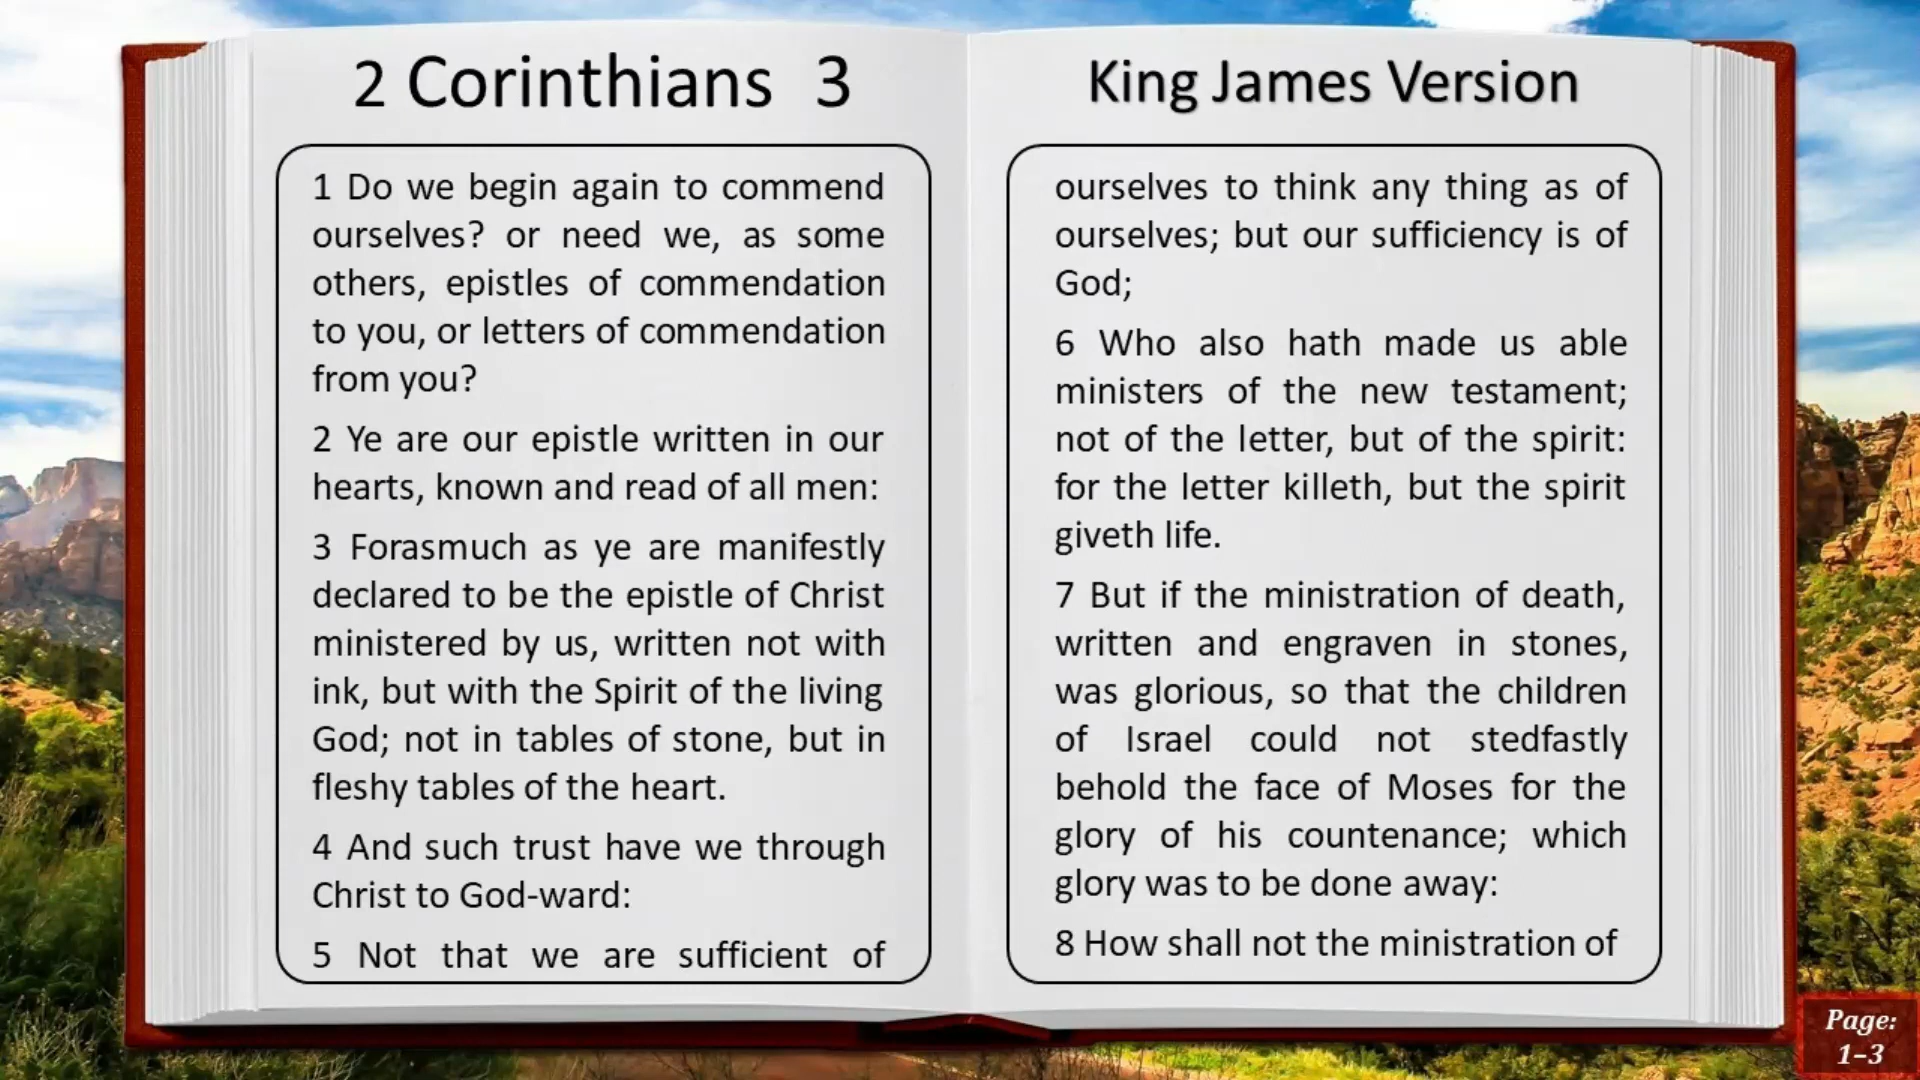 2 Corinthians 3
1 Do we begin again to commend
ourselves? or need we, as some
others, epistles of commendation
to you, or letters of commendation
from you?
2 Ye are our epistle written in our
hearts, known and read of all men:
3 Forasmuch as ye are manifestly
declared to be the epistle of Christ
ministered by us, written not with
ink, but with the Spirit of the living
God; not in tables of stone, but in
fleshy tables of the heart.
4 And such trust have we through
Christ to God-ward:
5 Not that we are sufficient of
King James Version
ourselves to think any thing as of
ourselves; but our sufficiency is of
God;
6 Who also hath made us able
ministers of the new testament;
not of the letter, but of the spirit:
for the letter killeth, but the spirit
giveth life.
7 But if the ministration of death,
written and engraven in stones,
was glorious, so that the children
of Israel could not stedfastly
behold the face of Moses for the
glory of his countenance; which
glory was to be done away:
8 How shall not the ministration of
Page:
1–3